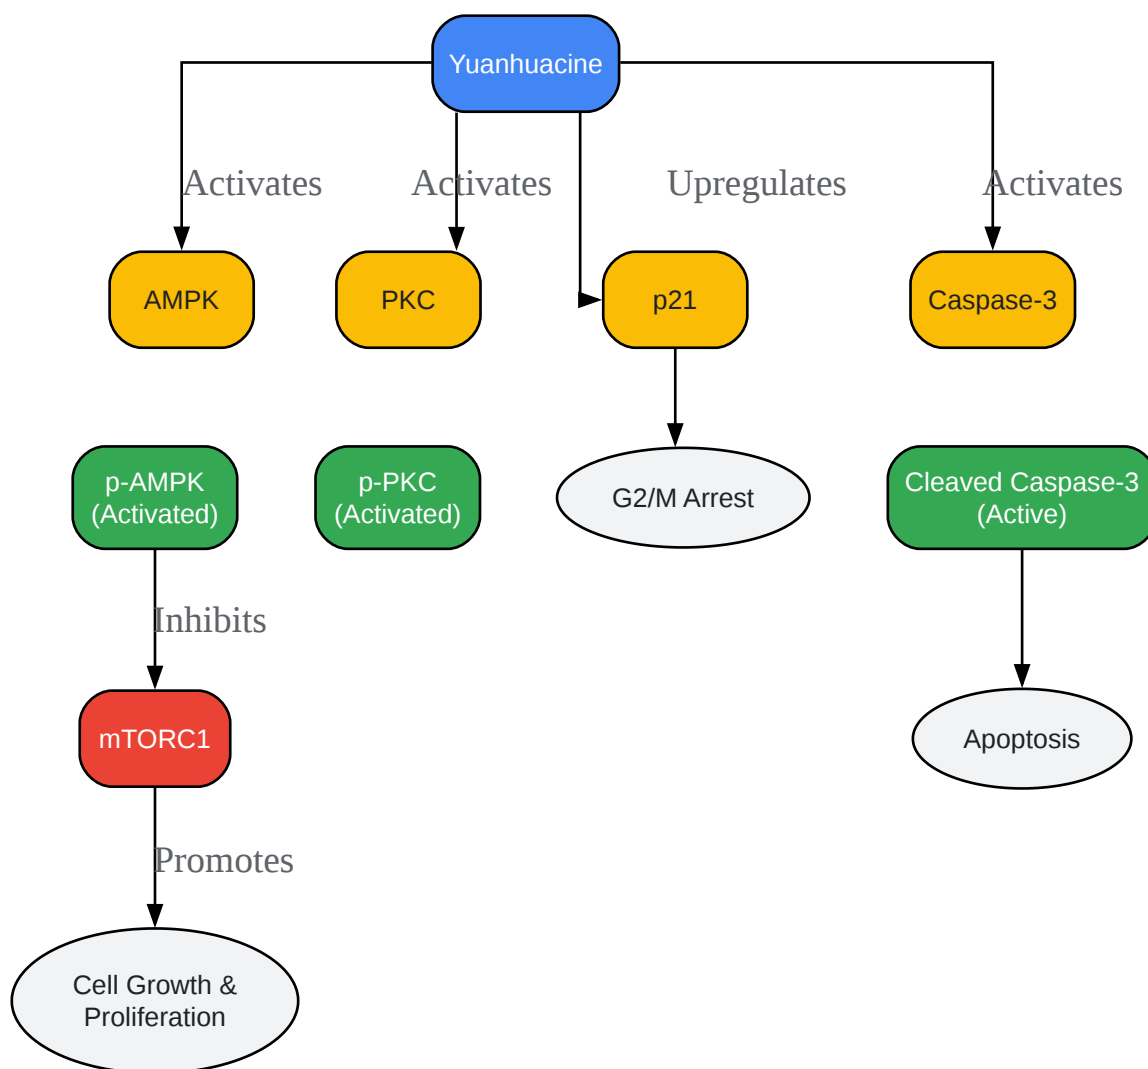 Yuanhuacine
Activates
Activates
Upregulates
Activates
AMPK
PKC
p21
Caspase-3
p-AMPK
(Activated)
p-PKC
(Activated)
G2/M Arrest
Cleaved Caspase-3
(Active)
Inhibits
mTORC1
Apoptosis
Promotes
Cell Growth &
Proliferation